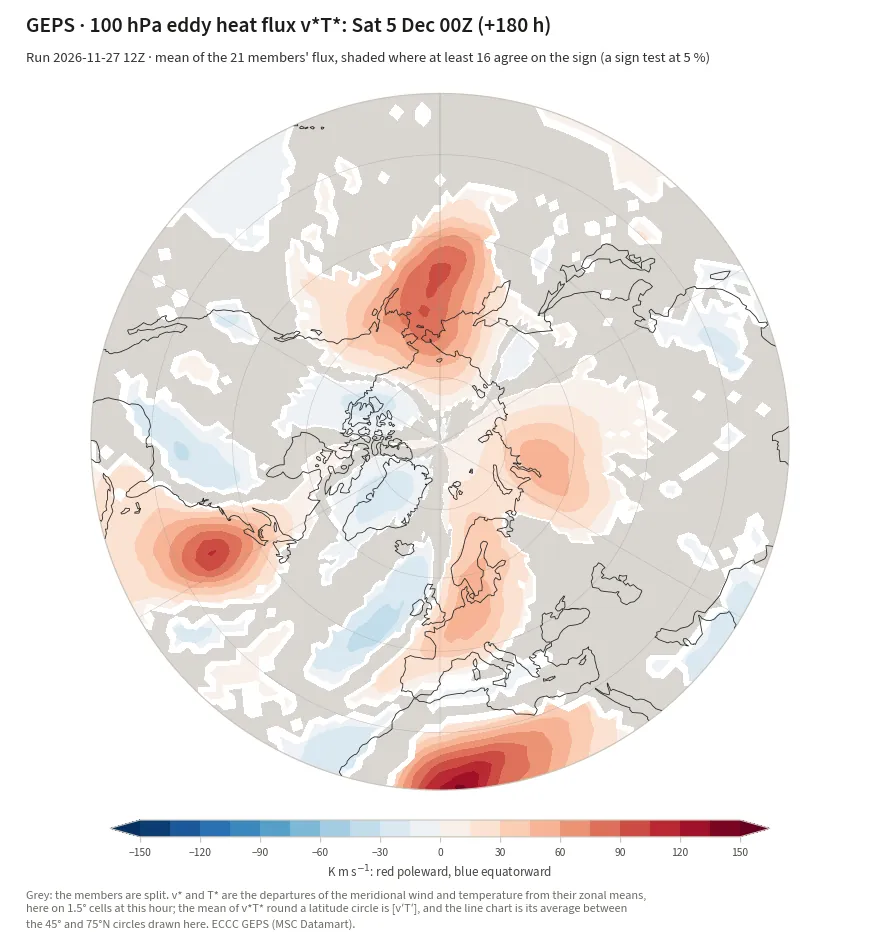 GEPS · 100 hPa eddy heat flux v*T*: Sat 5 Dec 00Z (+180 h)
Run 2026-11-27 12Z · mean of the 21 members' flux, shaded where at least 16 agree on the sign (a sign test at 5 %)
−150 −120 −90 −60 −30 0 30 60 90 120 150
K m s⁻¹: red poleward, blue equatorward
Grey: the members are split. v* and T* are the departures of the meridional wind and temperature from their zonal means,
here on 1.5° cells at this hour; the mean of v*T* round a latitude circle is [v'T'], and the line chart is its average between
the 45° and 75°N circles drawn here. ECCC GEPS (MSC Datamart).